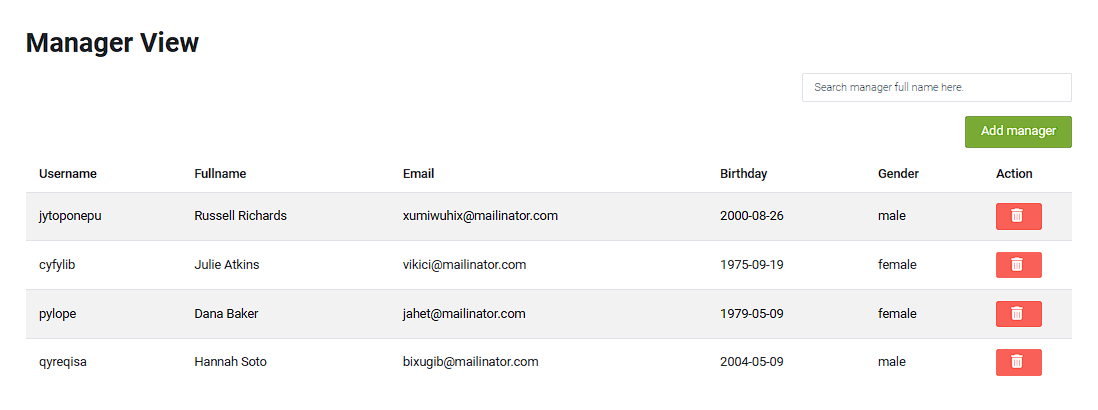 Manager View
Search manager full name here.
Add manager
Username Fullname Email Birthday Gender Action
jytoponepu Russell Richards xumiwuhix@mailinator.com 2000-08-26 male
cyfylib Julie Atkins vikici@mailinator.com 1975-09-19 female
pylope Dana Baker jahet@mailinator.com 1979-05-09 female
qyreqisa Hannah Soto bixugib@mailinator.com 2004-05-09 male